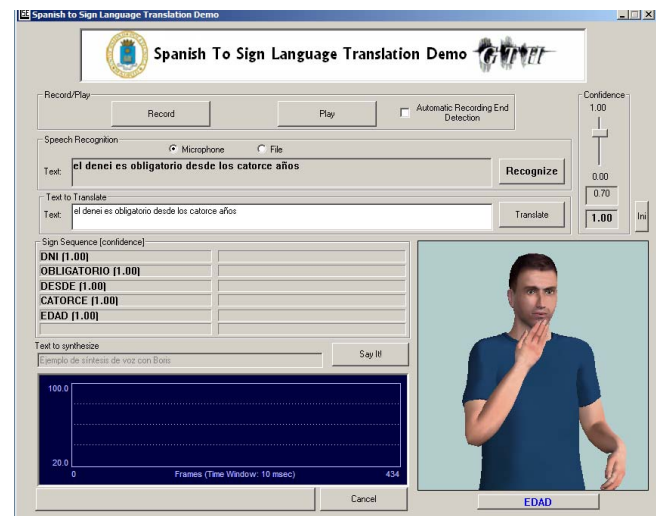 Spanish to Sign Language Translation Demo
Spanish To Sign Language Translation Demo GTH
Record/Play
Record
Play
Automatic Recording End Detection
Confidence
1.00
0.00
0.70
1.00
Ini
Speech Recognition
Microphone
File
Text:
el denei es obligatorio desde los catorce años
Recognize
Text to Translate
Text:
el denei es obligatorio desde los catorce años
Translate
Sign Sequence [confidence]
DNI [1.00]
OBLIGATORIO [1.00]
DESDE [1.00]
CATORCE [1.00]
EDAD [1.00]
Text to synthesize
Ejemplo de síntesis de voz con Boris
Say It!
100.0
20.0
0
Frames (Time Window: 10 msec)
434
Cancel
EDAD